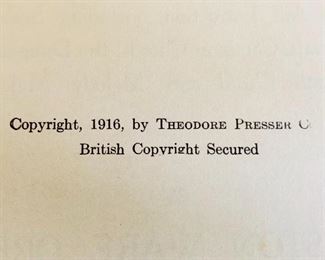 Copyright, 1916, by THEODORE PRESSER
British Copyright Secured